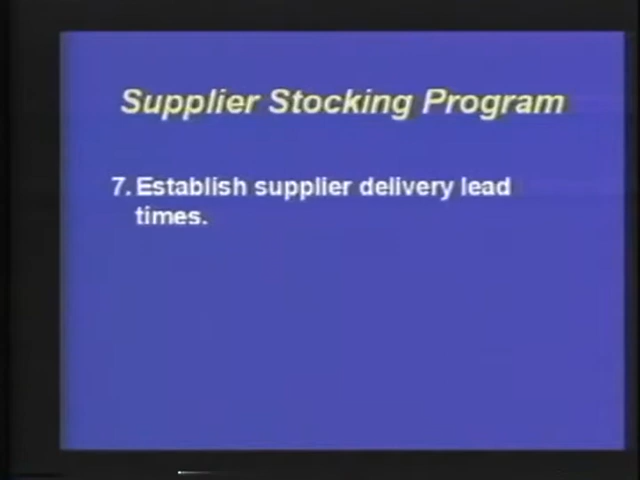 Supplier Stocking Program
7. Establish supplier delivery lead
times.